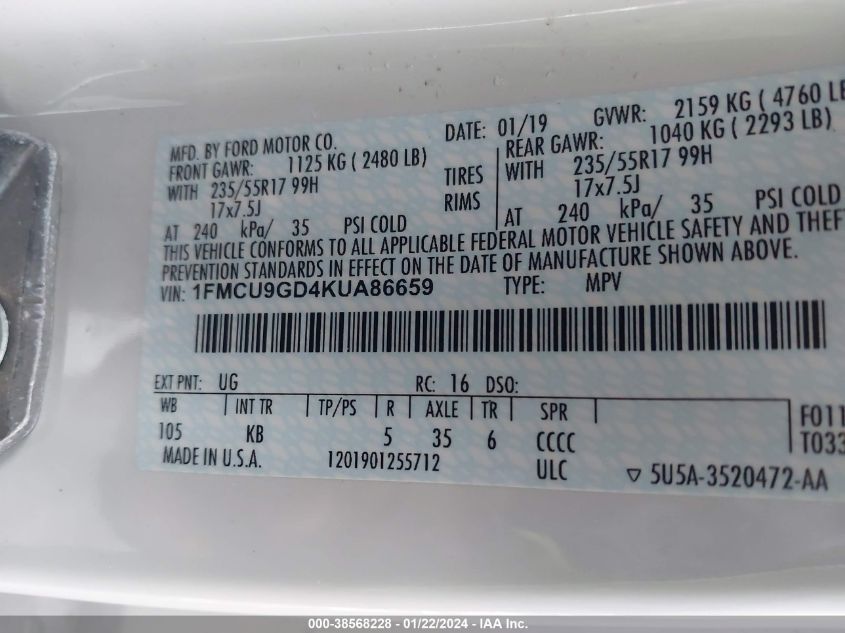 MFD. BY FORD MOTOR CO. DATE: 01/19 GVWR: 2159 KG ( 4760 LB
FRONT GAWR: 1125 KG ( 2480 LB) REAR GAWR: 1040 KG ( 2293 LB)
WITH 235/55R17 99H TIRES WITH 235/55R17 99H
17x7.5J RIMS 17x7.5J
AT 240 kPa/ 35 PSI COLD AT 240 kPa/ 35 PSI COLD
THIS VEHICLE CONFORMS TO ALL APPLICABLE FEDERAL MOTOR VEHICLE SAFETY AND THEFT
PREVENTION STANDARDS IN EFFECT ON THE DATE OF MANUFACTURE SHOWN ABOVE.
VIN: 1FMCU9GD4KUA86659 TYPE: MPV
EXT PNT: UG RC: 16 DSO:
WB INT TR TP/PS R AXLE TR SPR
105 KB 5 35 6 CCCC
F011
T033
MADE IN U.S.A. 1201901255712 ULC ▽ 5U5A-3520472-AA
000-38568228 - 01/22/2024 - IAA Inc.